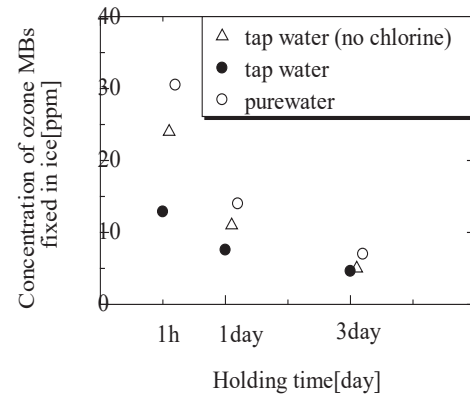 Concentration of ozone MBs
fixed in ice[ppm]
40
30
20
10
0
△ tap water (no chlorine)
● tap water
○ purewater
1h 1day 3day
Holding time[day]